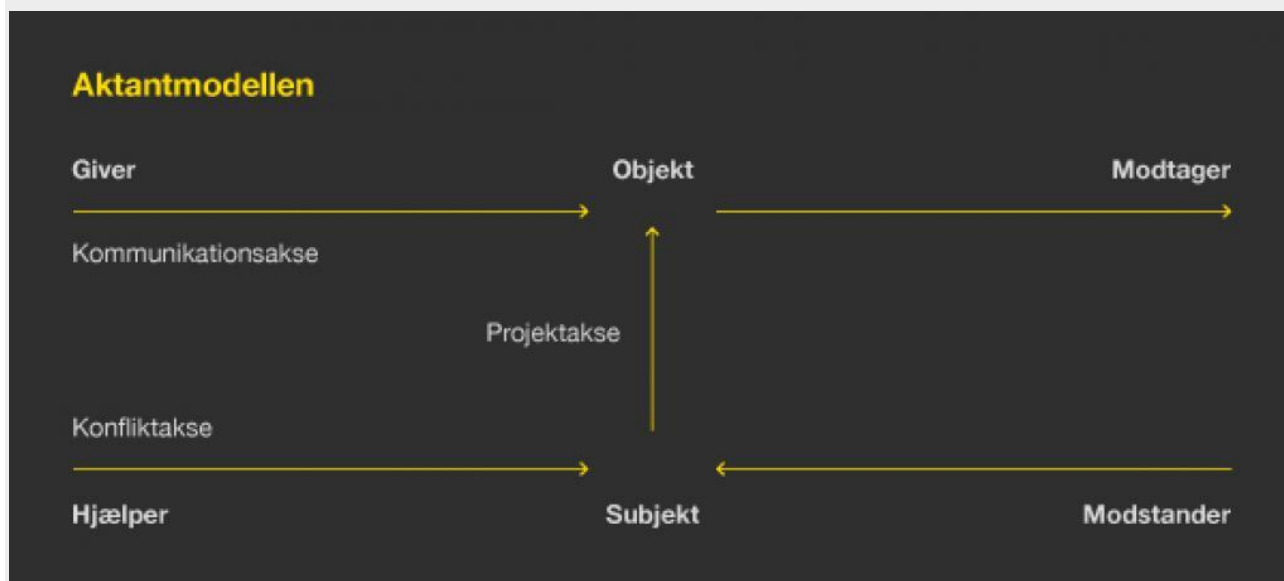 Aktantmodellen
Giver Objekt Modtager
Kommunikationsakse
Projektakse
Konfliktakse
Hjælper Subjekt Modstander